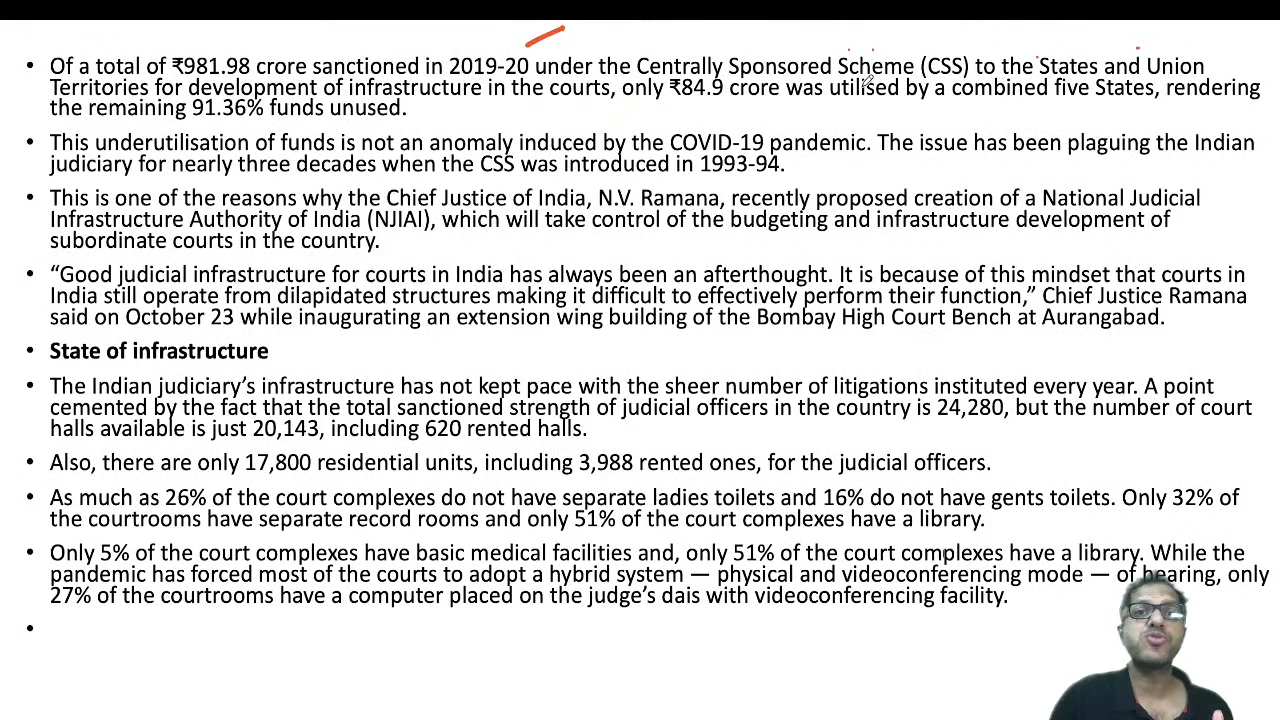 • Of a total of ₹981.98 crore sanctioned in 2019-20 under the Centrally Sponsored Scheme (CSS) to the States and Union
Territories for development of infrastructure in the courts, only ₹84.9 crore was utilised by a combined five States, rendering
the remaining 91.36% funds unused.
• This underutilisation of funds is not an anomaly induced by the COVID-19 pandemic. The issue has been plaguing the Indian
judiciary for nearly three decades when the CSS was introduced in 1993-94.
• This is one of the reasons why the Chief Justice of India, N.V. Ramana, recently proposed creation of a National Judicial
Infrastructure Authority of India (NJIAI), which will take control of the budgeting and infrastructure development of
subordinate courts in the country.
• “Good judicial infrastructure for courts in India has always been an afterthought. It is because of this mindset that courts in
India still operate from dilapidated structures making it difficult to effectively perform their function,” Chief Justice Ramana
said on October 23 while inaugurating an extension wing building of the Bombay High Court Bench at Aurangabad.
• State of infrastructure
• The Indian judiciary’s infrastructure has not kept pace with the sheer number of litigations instituted every year. A point
cemented by the fact that the total sanctioned strength of judicial officers in the country is 24,280, but the number of court
halls available is just 20,143, including 620 rented halls.
• Also, there are only 17,800 residential units, including 3,988 rented ones, for the judicial officers.
• As much as 26% of the court complexes do not have separate ladies toilets and 16% do not have gents toilets. Only 32% of
the courtrooms have separate record rooms and only 51% of the court complexes have a library.
• Only 5% of the court complexes have basic medical facilities and, only 51% of the court complexes have a library. While the
pandemic has forced most of the courts to adopt a hybrid system — physical and videoconferencing mode — of hearing, only
27% of the courtrooms have a computer placed on the judge’s dais with videoconferencing facility.
•